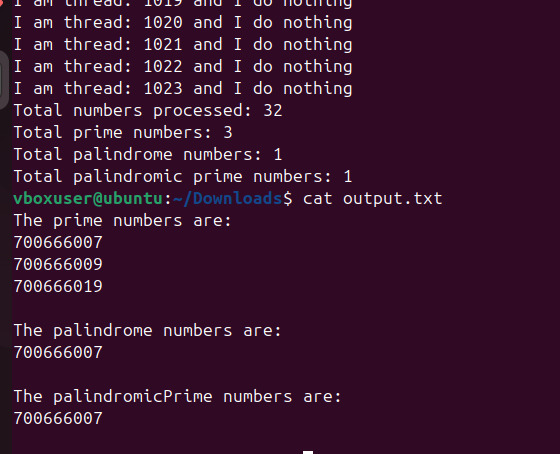 I am thread: 1019 and I do nothing
I am thread: 1020 and I do nothing
I am thread: 1021 and I do nothing
I am thread: 1022 and I do nothing
I am thread: 1023 and I do nothing
Total numbers processed: 32
Total prime numbers: 3
Total palindrome numbers: 1
Total palindromic prime numbers: 1
vboxuser@ubuntu:~/Downloads$ cat output.txt
The prime numbers are:
700666007
700666009
700666019

The palindrome numbers are:
700666007

The palindromicPrime numbers are:
700666007